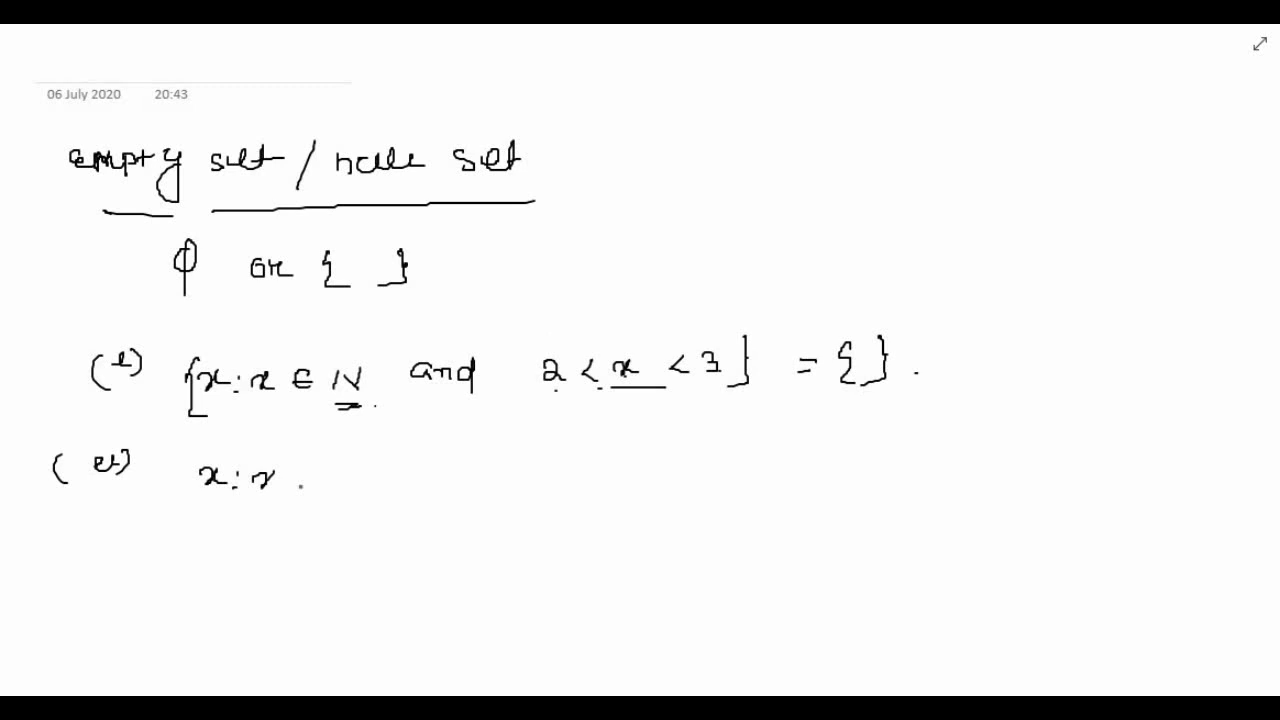 06 July 2020 20:43
empty set / null set
φ or { }
(i) {x : x ∈ N and 2 < x < 3} = { }.
(ii) x : x